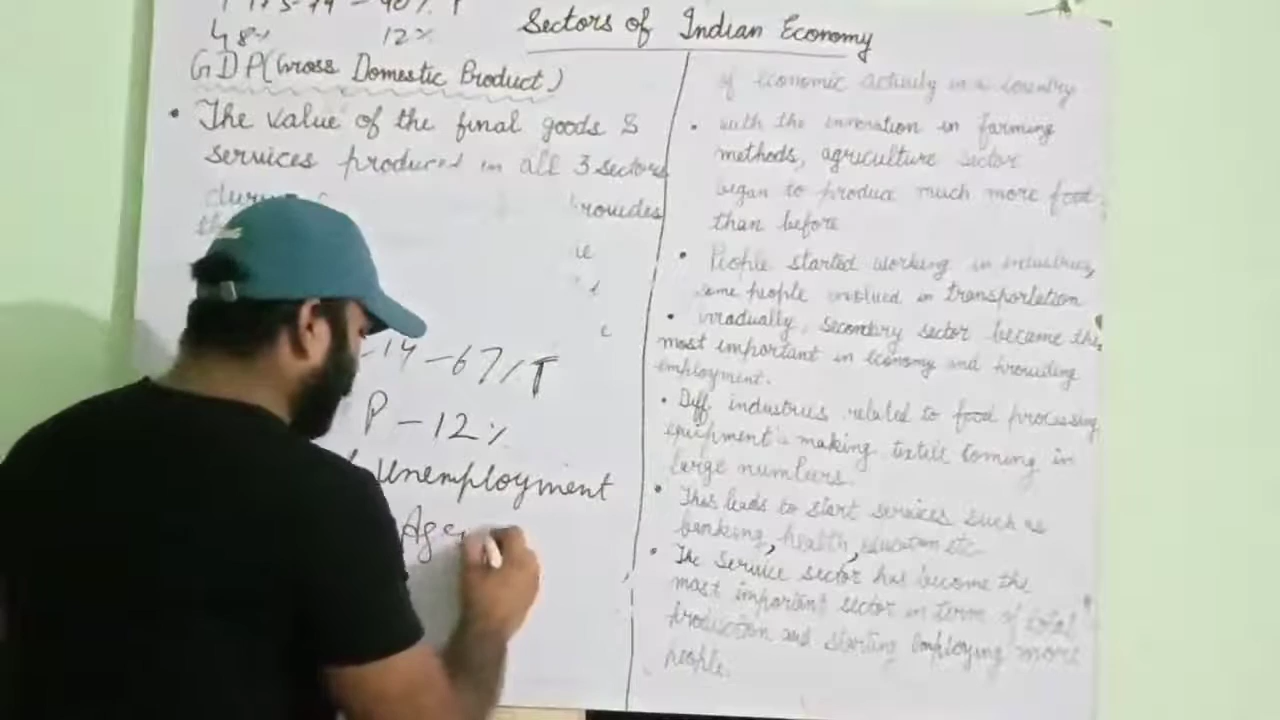 Sectors of Indian Economy
48% 12%
GDP (Gross Domestic Product)
• The value of the final goods &
services produced in all 3 sectors
-14 - 67% T
P - 12%
Unemployment
Age
of economic activity in a country
• with the innovation in farming
methods, agriculture sector
began to produce much more food
than before
• People started working in industries,
some people involved in transportation
• Gradually, secondary sector became the
most important in economy and providing
employment.
• Diff industries related to food processing
equipment's making textile coming in
large numbers.
• This leads to start services such as
banking, health, education etc
• The service sector has become the
most important sector in term of total
production and starting employing more
people.